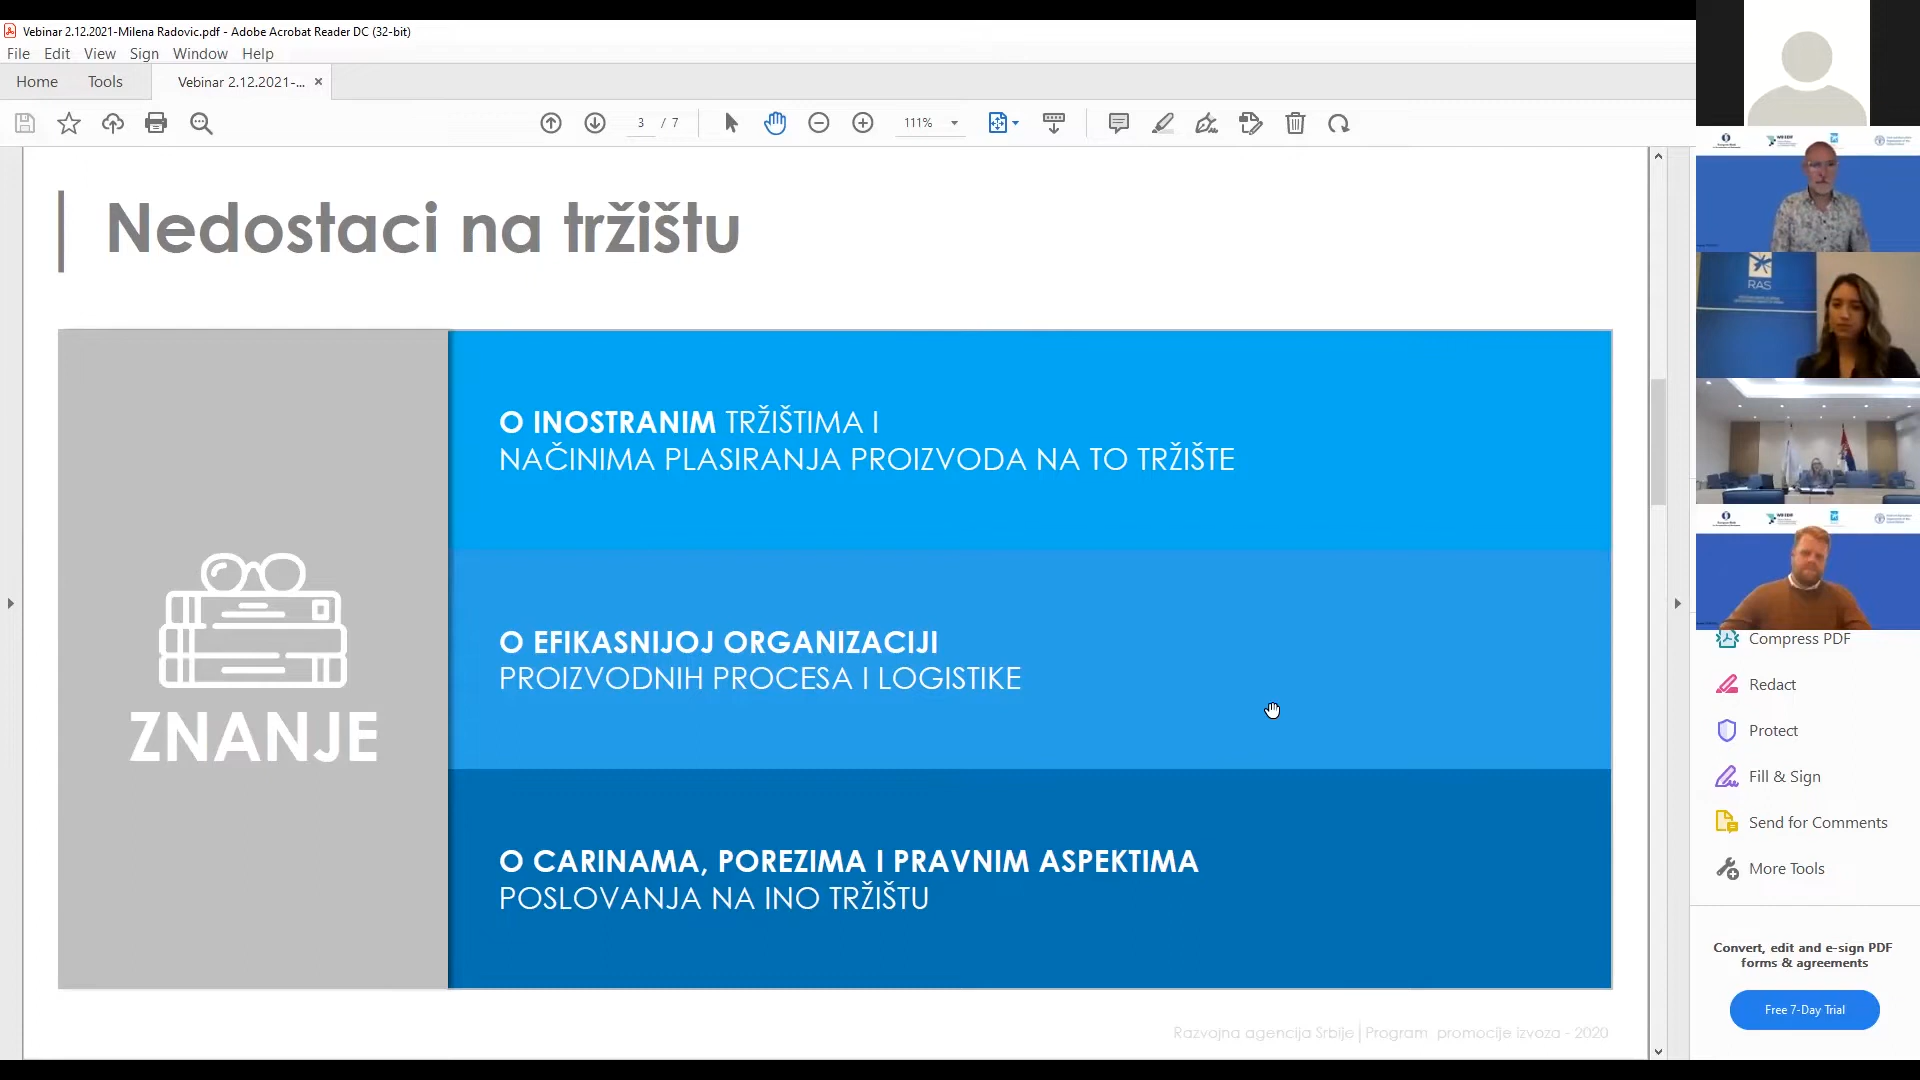 Vebinar 2.12.2021-Milena Radovic.pdf - Adobe Acrobat Reader DC (32-bit)
File Edit View Sign Window Help
Home Tools Vebinar 2.12.2021-... ×
3 / 7 111%
Nedostaci na tržištu
O INOSTRANIM TRŽIŠTIMA I
NAČINIMA PLASIRANJA PROIZVODA NA TO TRŽIŠTE
O EFIKASNIJOJ ORGANIZACIJI
PROIZVODNIH PROCESA I LOGISTIKE
ZNANJE
O CARINAMA, POREZIMA I PRAVNIM ASPEKTIMA
POSLOVANJA NA INO TRŽIŠTU
Razvojna agencija Srbije | Program promocije izvoza - 2020
RAS
Compress PDF
Redact
Protect
Fill & Sign
Send for Comments
More Tools
Convert, edit and e-sign PDF
forms & agreements
Free 7-Day Trial